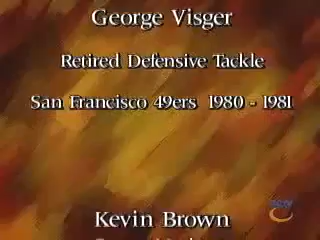 George Visger
Retired Defensive Tackle
San Francisco 49ers 1980 - 1981
Kevin Brown